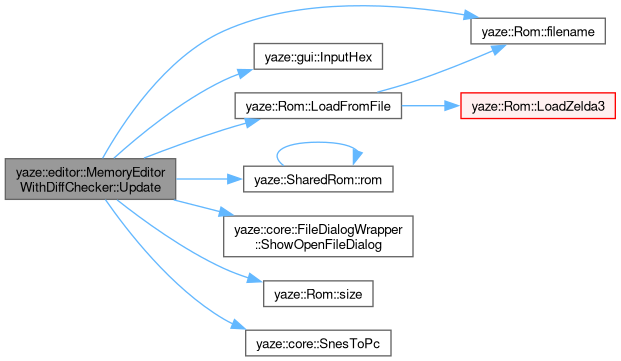 yaze::editor::MemoryEditor
WithDiffChecker::Update
yaze::Rom::filename
yaze::gui::InputHex
yaze::Rom::LoadFromFile
yaze::Rom::LoadZelda3
yaze::SharedRom::rom
yaze::core::FileDialogWrapper
::ShowOpenFileDialog
yaze::Rom::size
yaze::core::SnesToPc